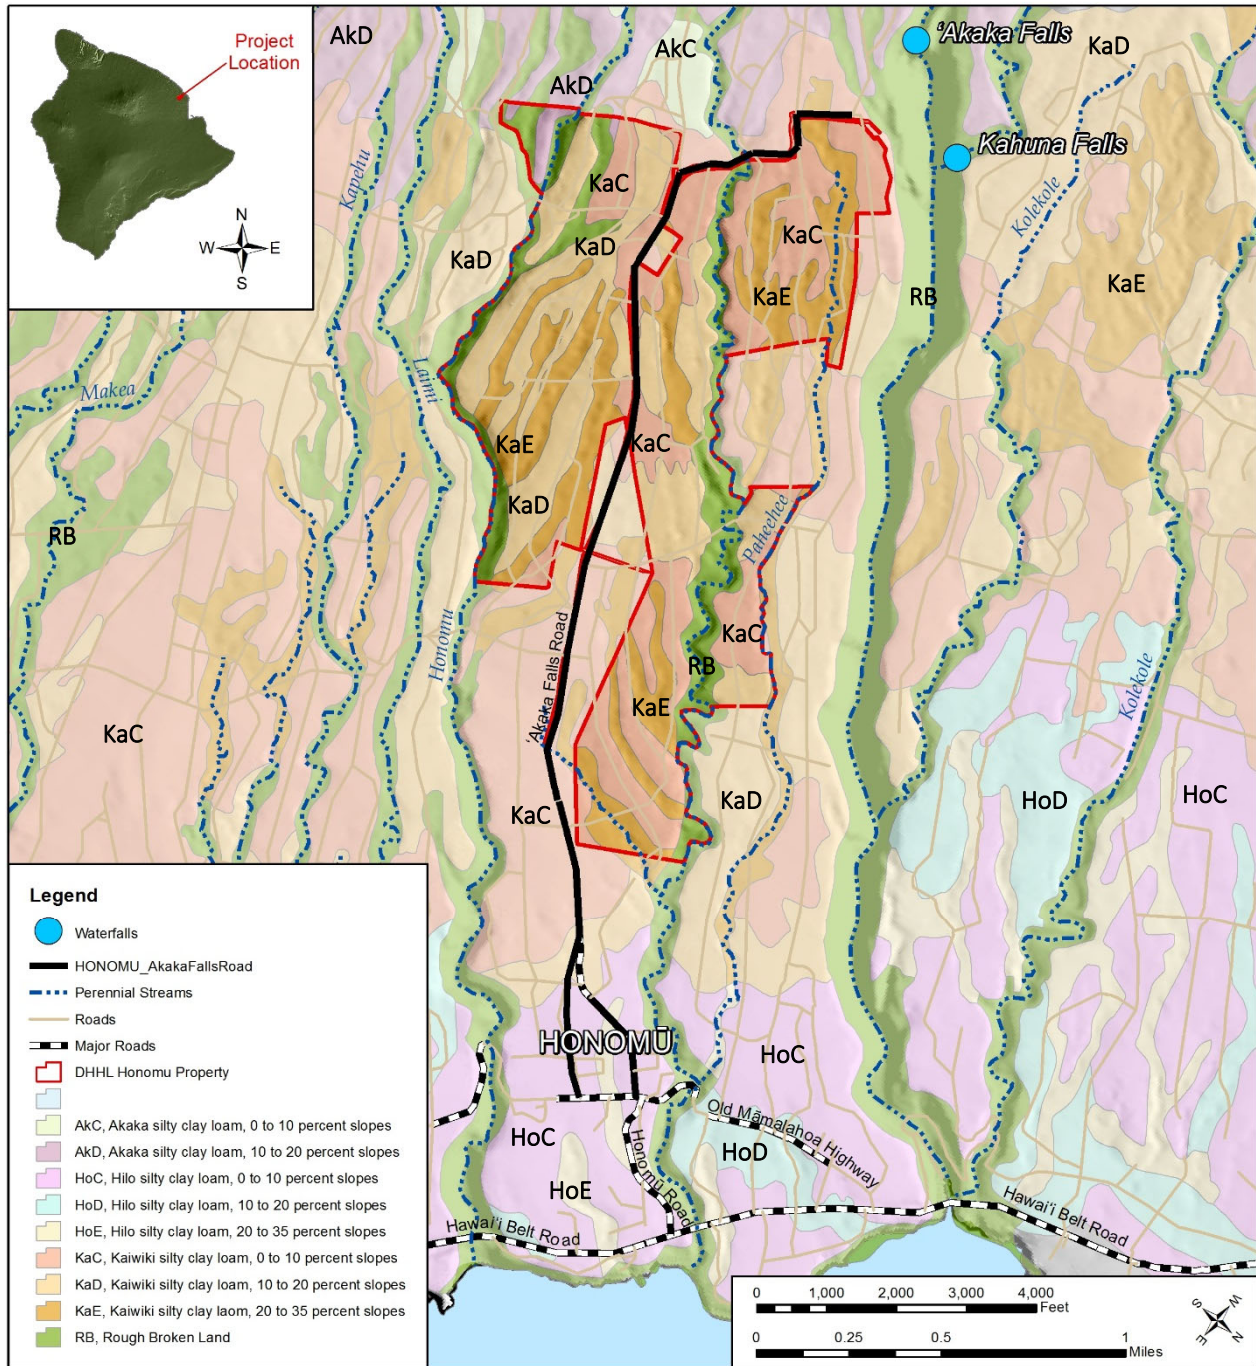 Project
Location
N
W
E
S
AkD
AkC
ʻAkaka Falls
KaD
AkD
Kahuna Falls
Kapehu
KaC
Kolekole
KaC
KaD
KaD
KaE
RB
KaE
Laimi
Makea
KaE
KaC
KaD
RB
Paheehee
KaC
Honomu
ʻAkaka Falls Road
RB
KaE
Kolekole
KaC
KaC
KaD
HoD
HoC
HONOMŪ
HoC
HoC
Old Māmalahoa Highway
HoD
HoE
Honomu Road
Hawaiʻi Belt Road
Hawaiʻi Belt Road
Legend
Waterfalls
HONOMU_AkakaFallsRoad
Perennial Streams
Roads
Major Roads
DHHL Honomu Property
AkC, Akaka silty clay loam, 0 to 10 percent slopes
AkD, Akaka silty clay loam, 10 to 20 percent slopes
HoC, Hilo silty clay loam, 0 to 10 percent slopes
HoD, Hilo silty clay loam, 10 to 20 percent slopes
HoE, Hilo silty clay loam, 20 to 35 percent slopes
KaC, Kaiwiki silty clay loam, 0 to 10 percent slopes
KaD, Kaiwiki silty clay loam, 10 to 20 percent slopes
KaE, Kaiwiki silty clay laom, 20 to 35 percent slopes
RB, Rough Broken Land
0 1,000 2,000 3,000 4,000
Feet
0 0.25 0.5 1
Miles
N
W
E
S